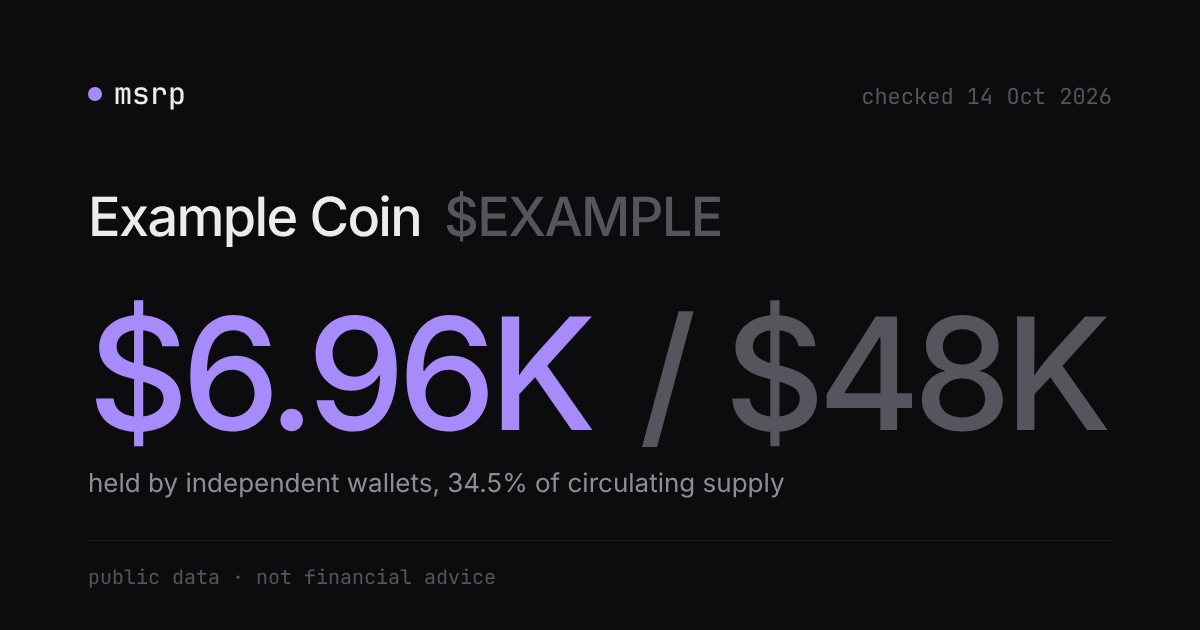 msrp
checked 14 Oct 2026
Example Coin $EXAMPLE
$6.96K / $48K
held by independent wallets, 34.5% of circulating supply
public data · not financial advice